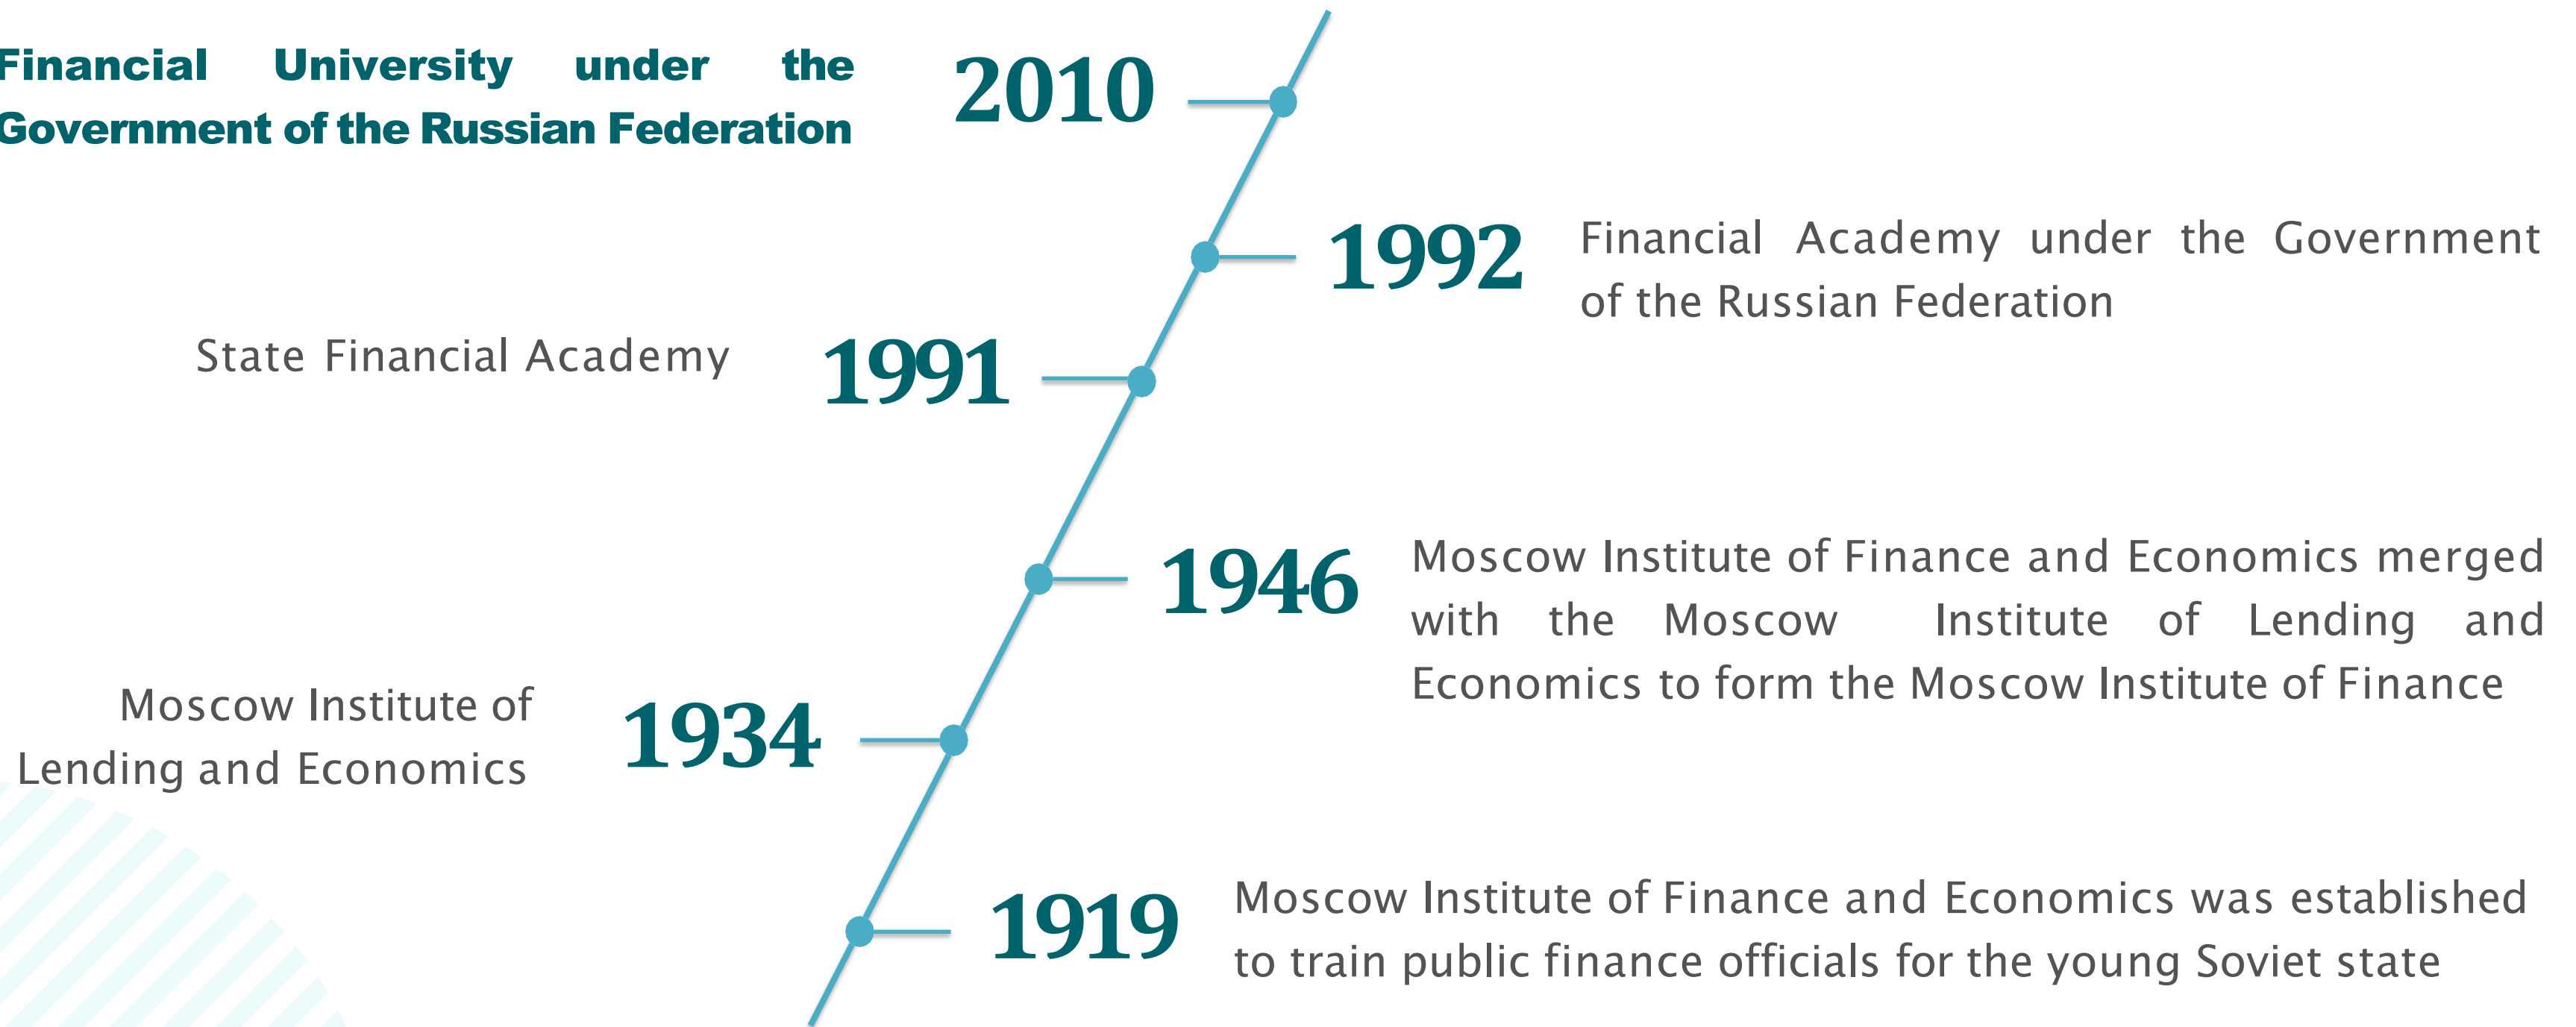 Financial University under the
Government of the Russian Federation
2010
1992
Financial Academy under the Government
of the Russian Federation
State Financial Academy
1991
1946
Moscow Institute of Finance and Economics merged
with the Moscow Institute of Lending and
Economics to form the Moscow Institute of Finance
Moscow Institute of
Lending and Economics
1934
1919
Moscow Institute of Finance and Economics was established
to train public finance officials for the young Soviet state